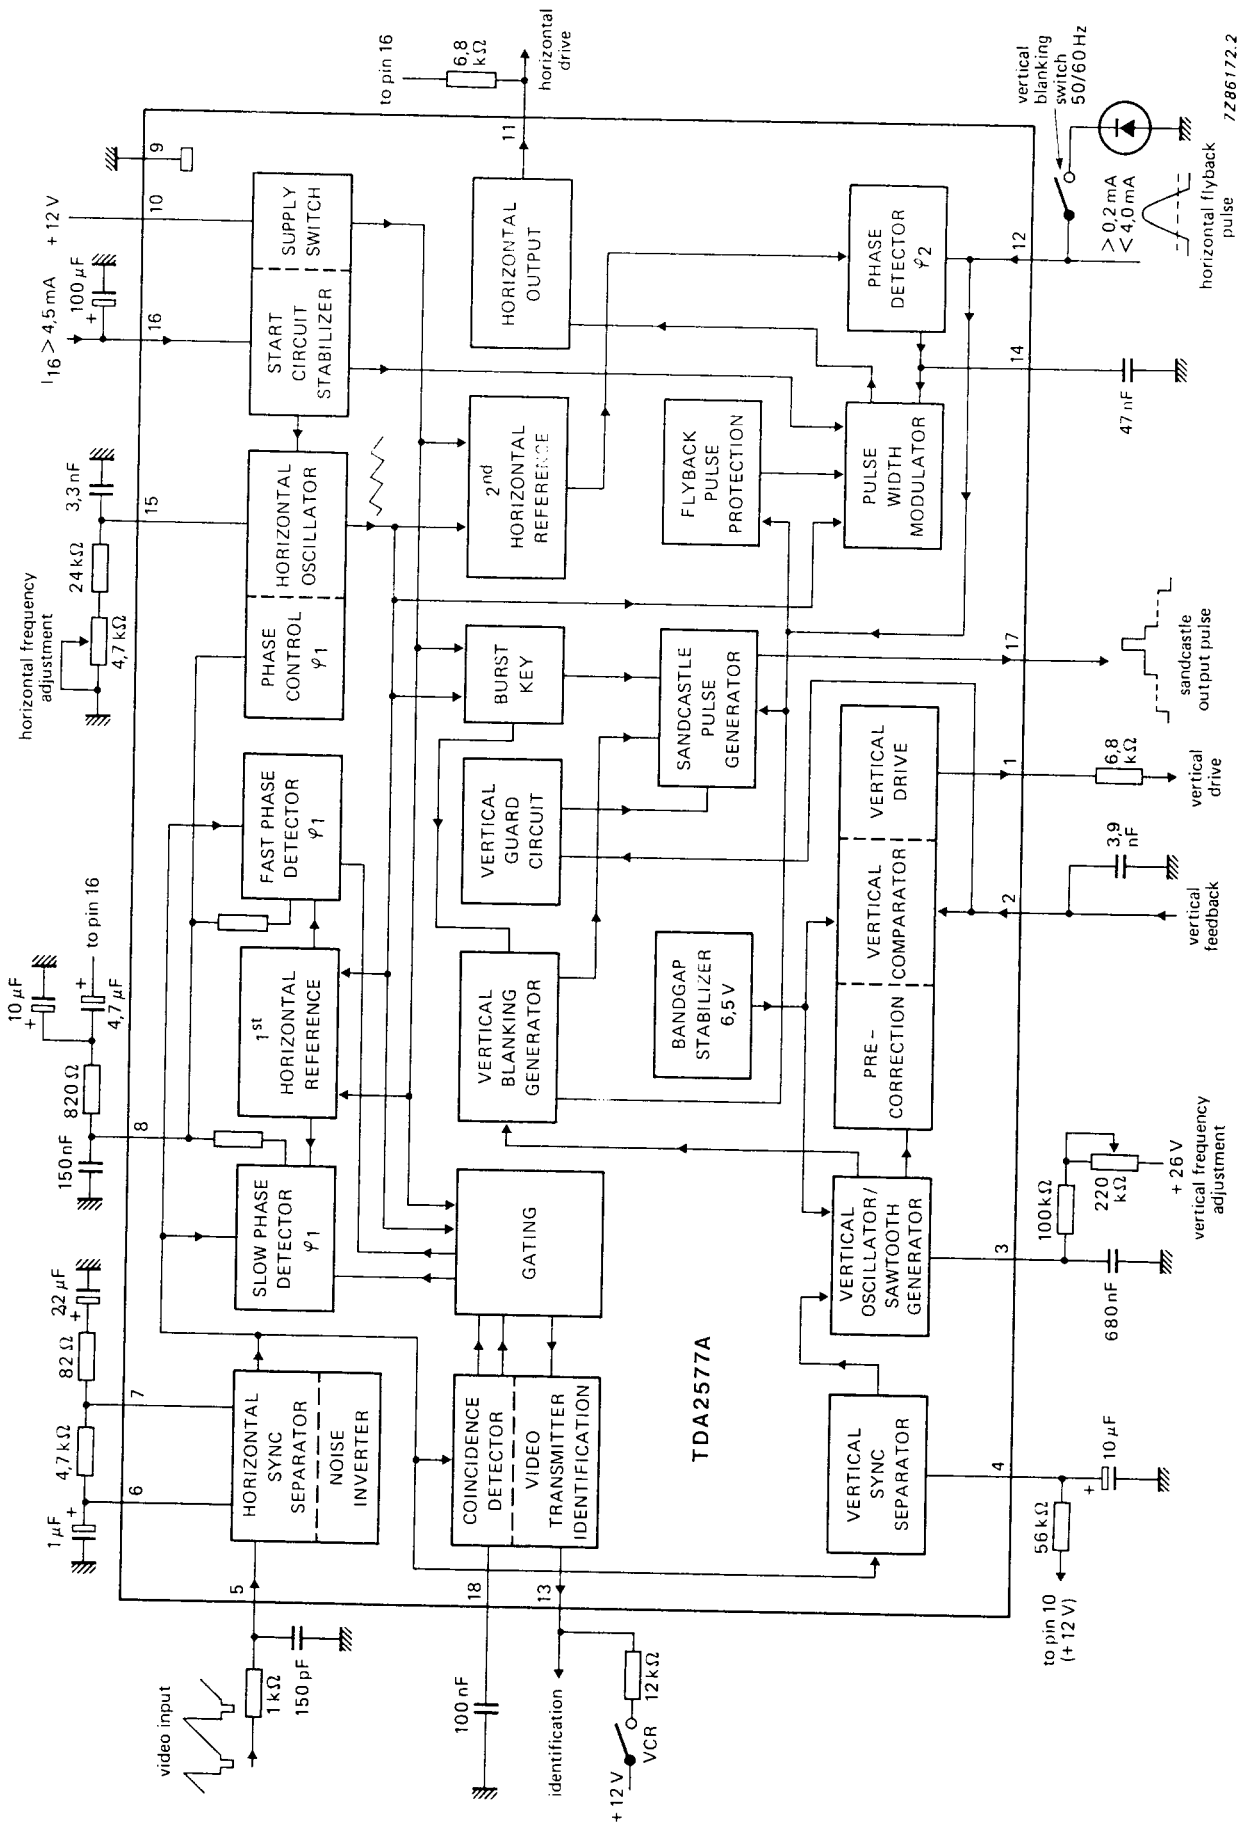 video input
1 kΩ
150 pF
5
1 µF
+
6
4,7 kΩ
7
82 Ω
22 µF
+
150 nF
820 Ω
8
10 µF
+
4,7 µF
+
to pin 16
horizontal frequency
adjustment
4,7 kΩ
24 kΩ
3,3 nF
15
I16 > 4,5 mA
100 µF
+
16
+ 12 V
10
9
HORIZONTAL
SYNC
SEPARATOR
NOISE
INVERTER
SLOW PHASE
DETECTOR
φ1
1st
HORIZONTAL
REFERENCE
FAST PHASE
DETECTOR
φ1
PHASE
CONTROL
φ1
HORIZONTAL
OSCILLATOR
START
CIRCUIT
STABILIZER
SUPPLY
SWITCH
to pin 16
6,8
kΩ
11
horizontal
drive
100 nF
18
13
identification
+ 12 V
VCR
12 kΩ
COINCIDENCE
DETECTOR
VIDEO
TRANSMITTER
IDENTIFICATION
GATING
VERTICAL
BLANKING
GENERATOR
VERTICAL
GUARD
CIRCUIT
BURST
KEY
2nd
HORIZONTAL
REFERENCE
HORIZONTAL
OUTPUT
TDA2577A
BANDGAP
STABILIZER
6,5 V
SANDCASTLE
PULSE
GENERATOR
FLYBACK
PULSE
PROTECTION
VERTICAL
SYNC
SEPARATOR
VERTICAL
OSCILLATOR/
SAWTOOTH
GENERATOR
PRE-
CORRECTION
VERTICAL
COMPARATOR
VERTICAL
DRIVE
PULSE
WIDTH
MODULATOR
PHASE
DETECTOR
φ2
to pin 10
(+ 12 V)
56 kΩ
4
+
10 µF
3
680 nF
100 kΩ
220
kΩ
+ 26 V
vertical frequency
adjustment
2
vertical
feedback
3,9
nF
1
6,8
kΩ
vertical
drive
17
sandcastle
output pulse
14
47 nF
12
> 0,2 mA
< 4,0 mA
horizontal flyback
pulse
vertical
blanking
switch
50/60 Hz
7Z86172.2